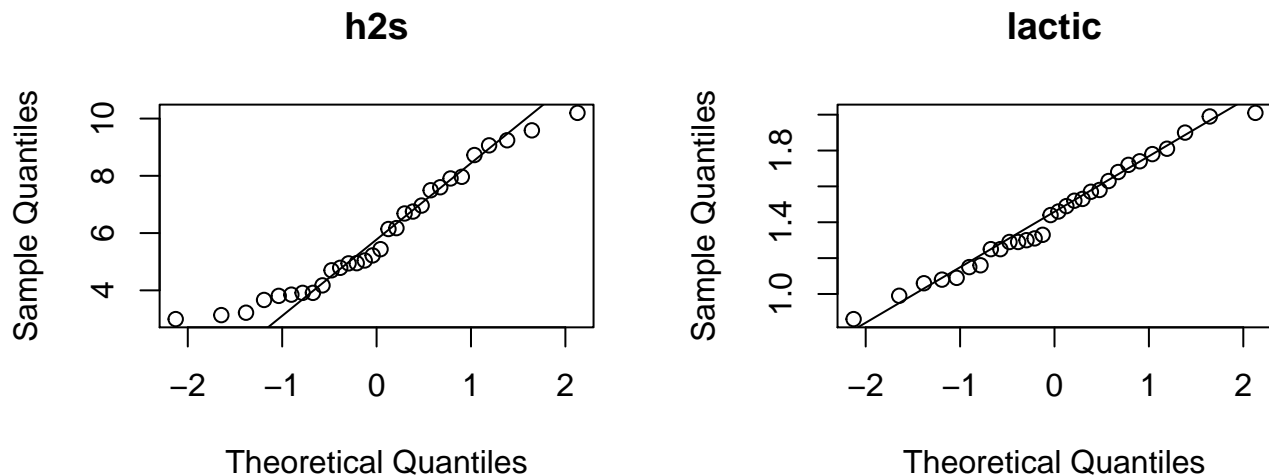 h2s
Sample Quantiles
10
8
6
4
−2 −1 0 1 2
Theoretical Quantiles
lactic
Sample Quantiles
1.8
1.4
1.0
−2 −1 0 1 2
Theoretical Quantiles